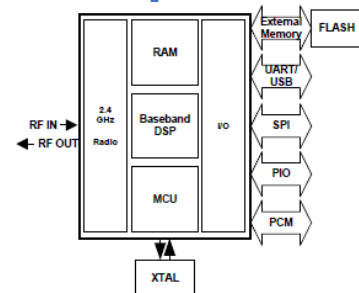 External
Memory
FLASH
RAM
UART/
USB
2.4
GHz
Radio
RF IN
RF OUT
Baseband
DSP
I/O
SPI
PIO
MCU
PCM
XTAL